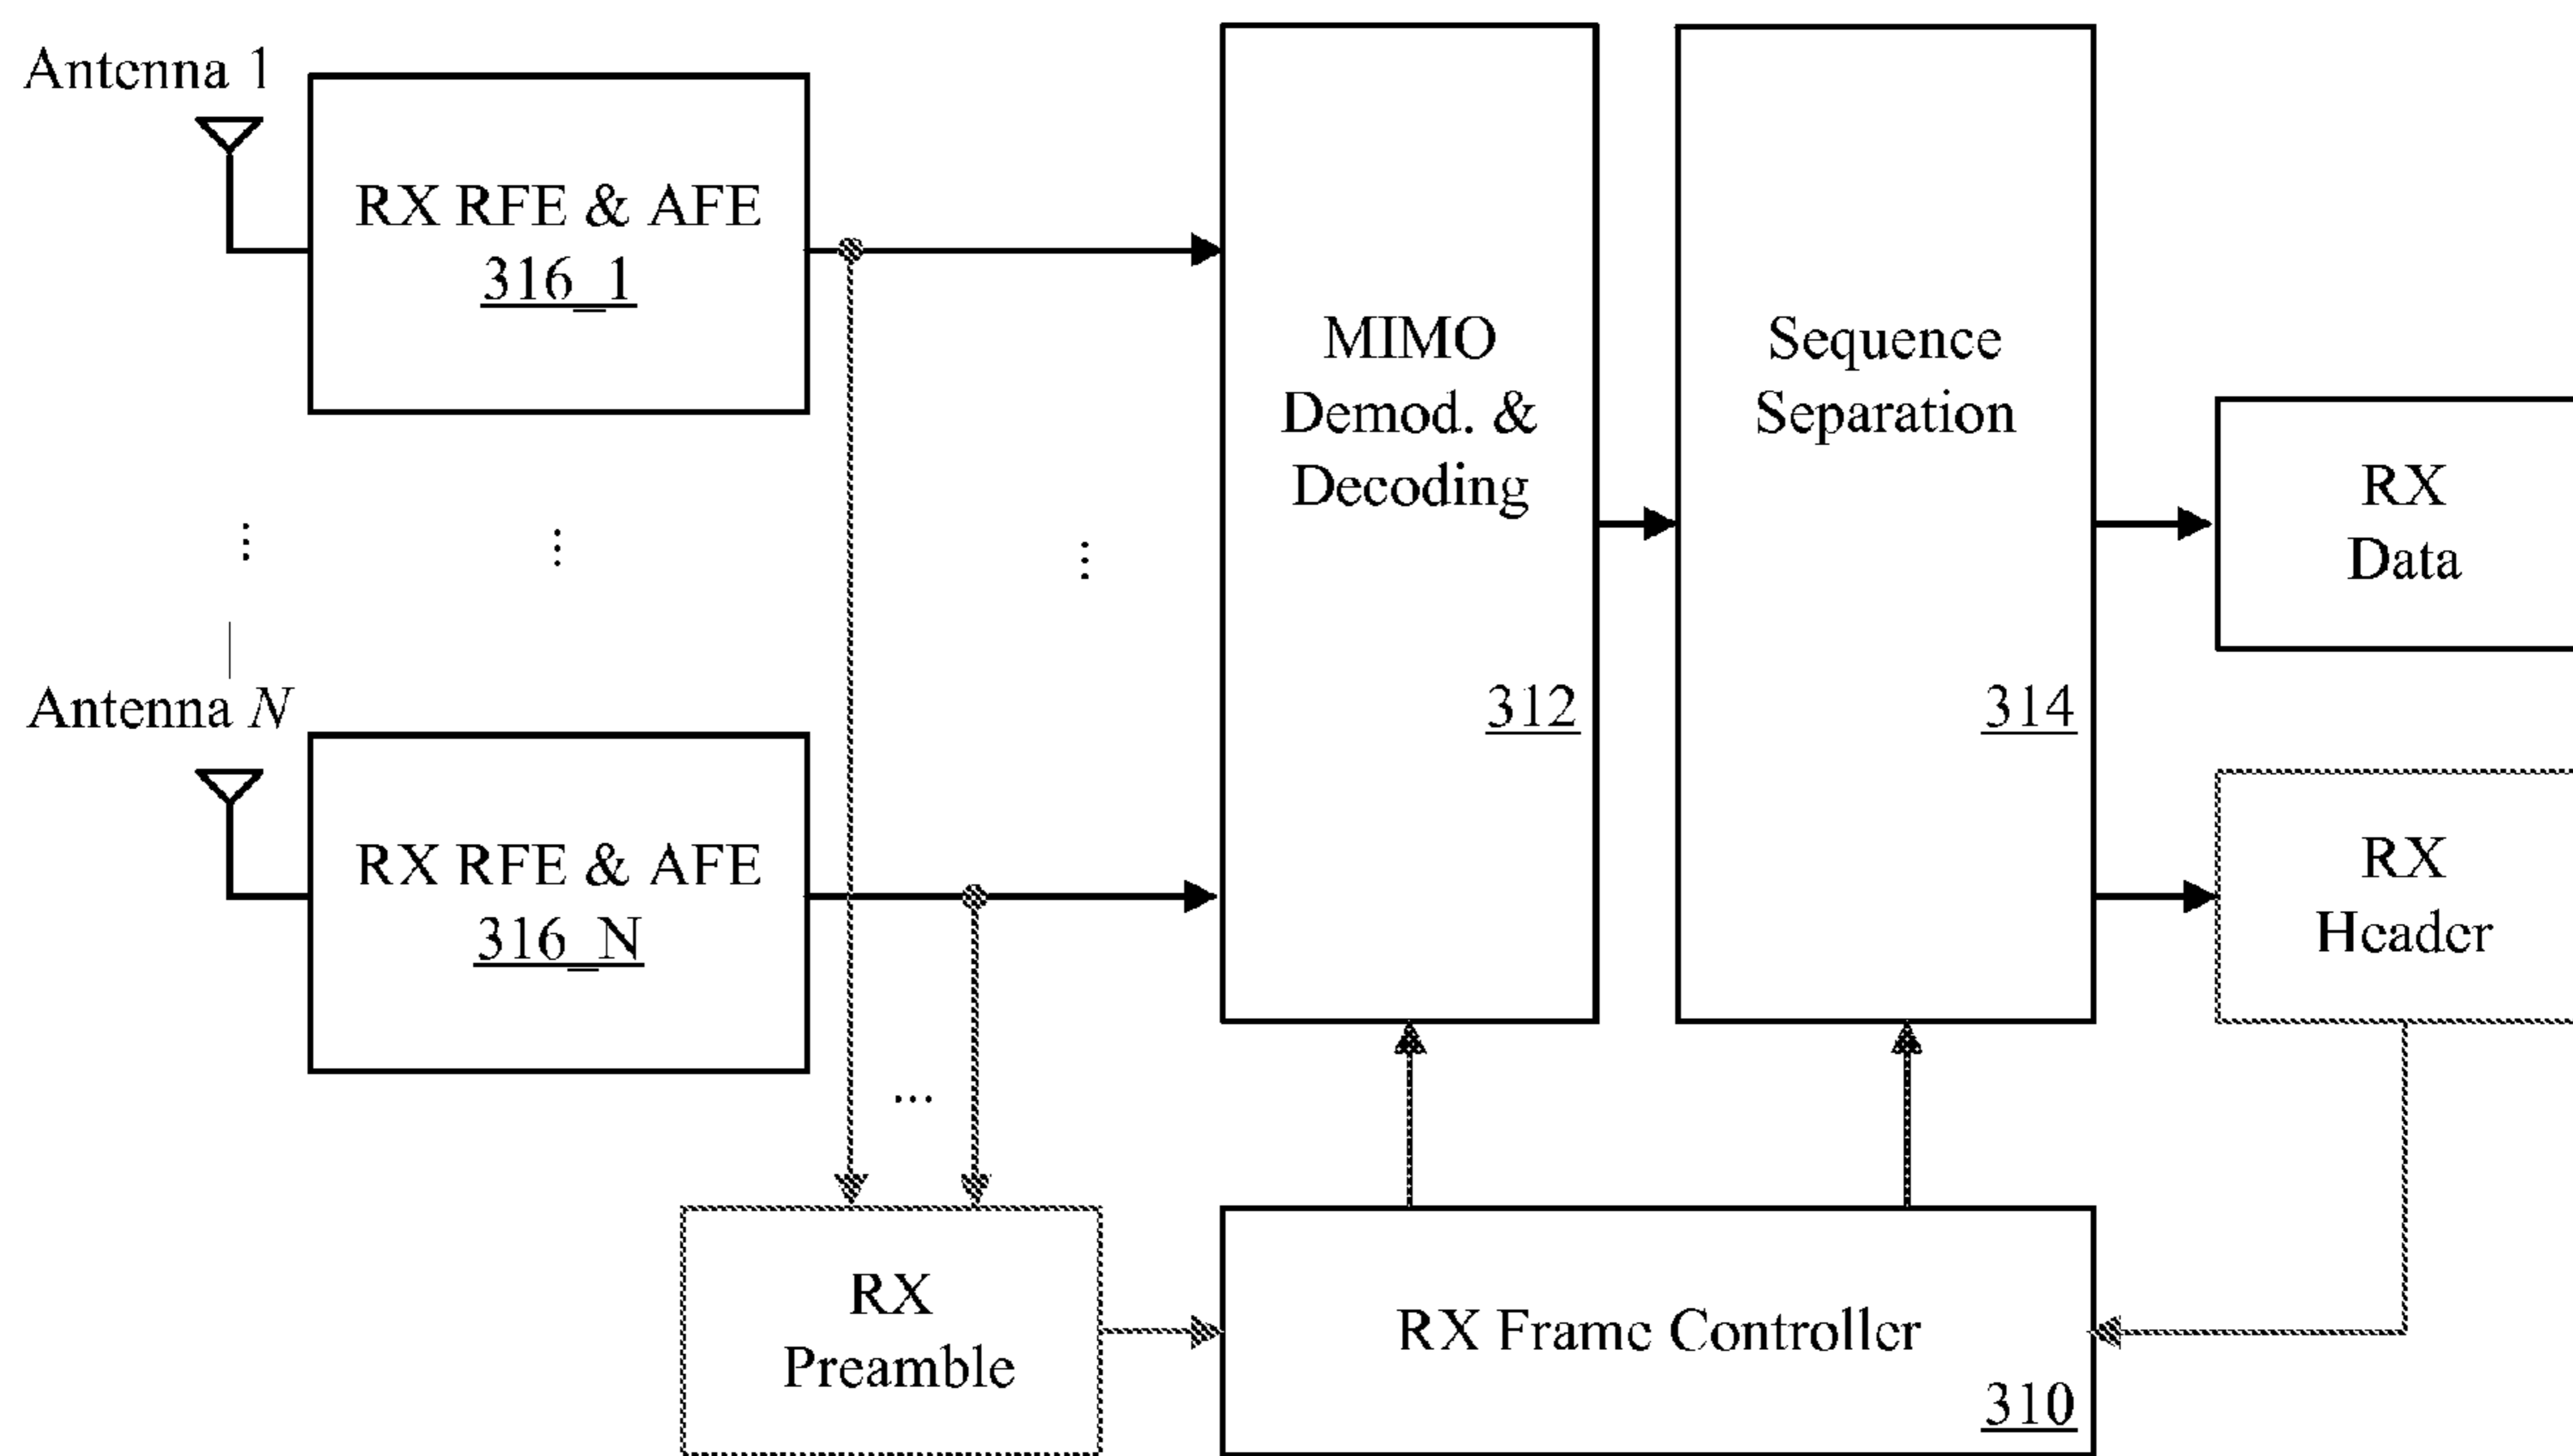 Antenna 1
RX RFE & AFE
316_1
MIMO
Demod. &
Decoding
312
Sequence
Separation
314
RX
Data
Antenna N
RX RFE & AFE
316_N
RX
Header
RX
Preamble
RX Frame Controller
310